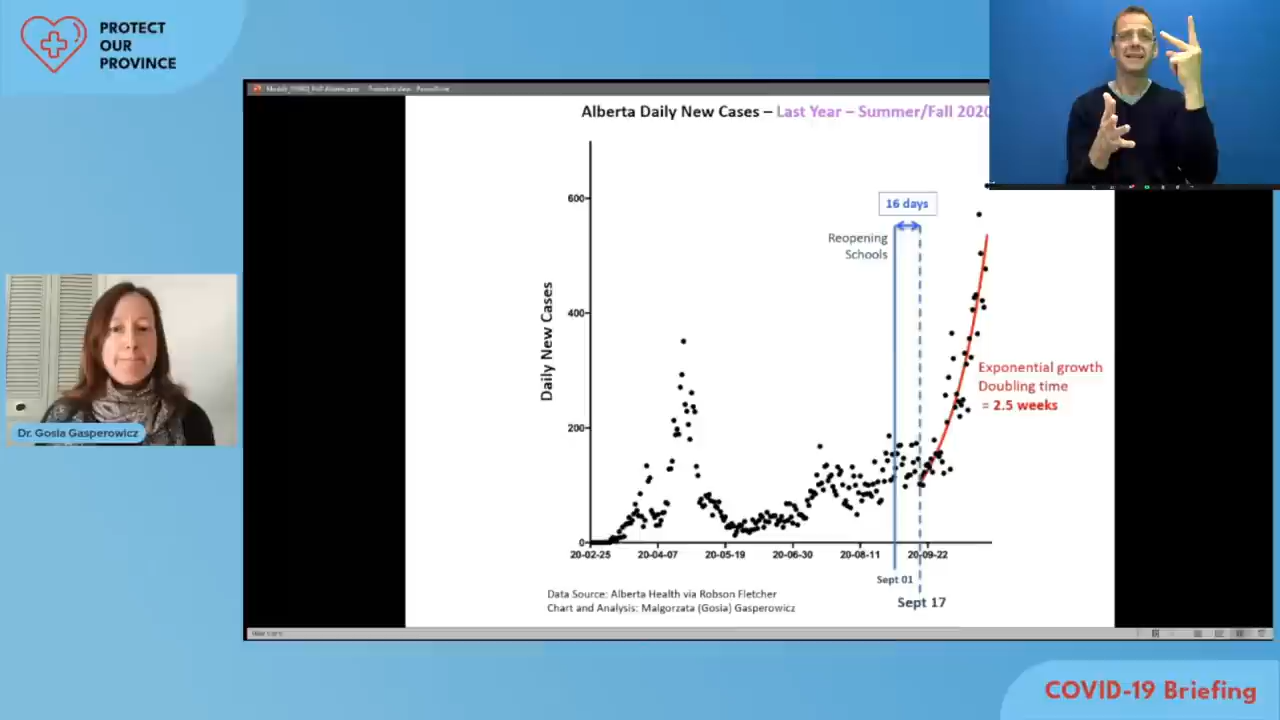 PROTECT
OUR
PROVINCE
Protected View - PowerPoint
Alberta Daily New Cases – Last Year – Summer/Fall 2020
16 days
Reopening
Schools
Daily New Cases
600
400
200
0
Exponential growth
Doubling time
= 2.5 weeks
20-02-25
20-04-07
20-05-19
20-06-30
20-08-11
20-09-22
Sept 01
Sept 17
Data Source: Alberta Health via Robson Fletcher
Chart and Analysis: Malgorzata (Gosia) Gasperowicz
Dr. Gosia Gasperowicz
COVID-19 Briefing